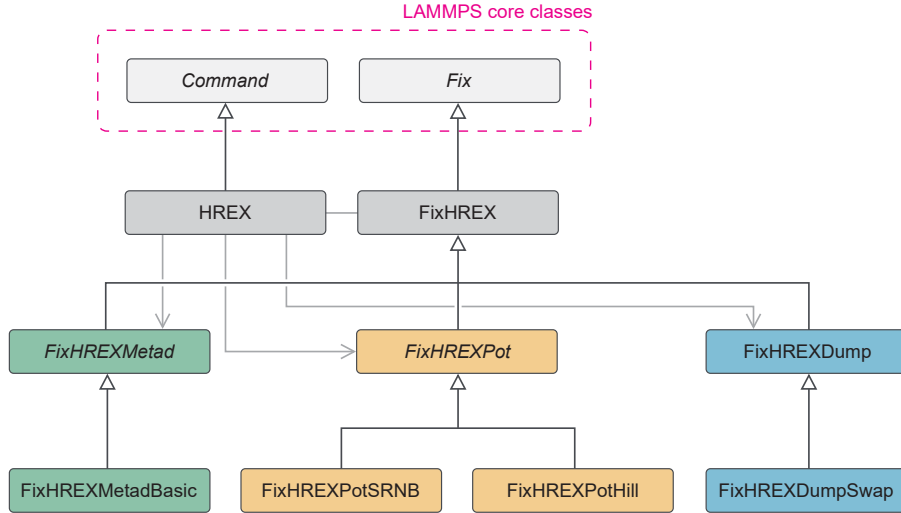 LAMMPS core classes
Command
Fix
HREX
FixHREX
FixHREXMetad
FixHREXPot
FixHREXDump
FixHREXMetadBasic
FixHREXPotSRNB
FixHREXPotHill
FixHREXDumpSwap